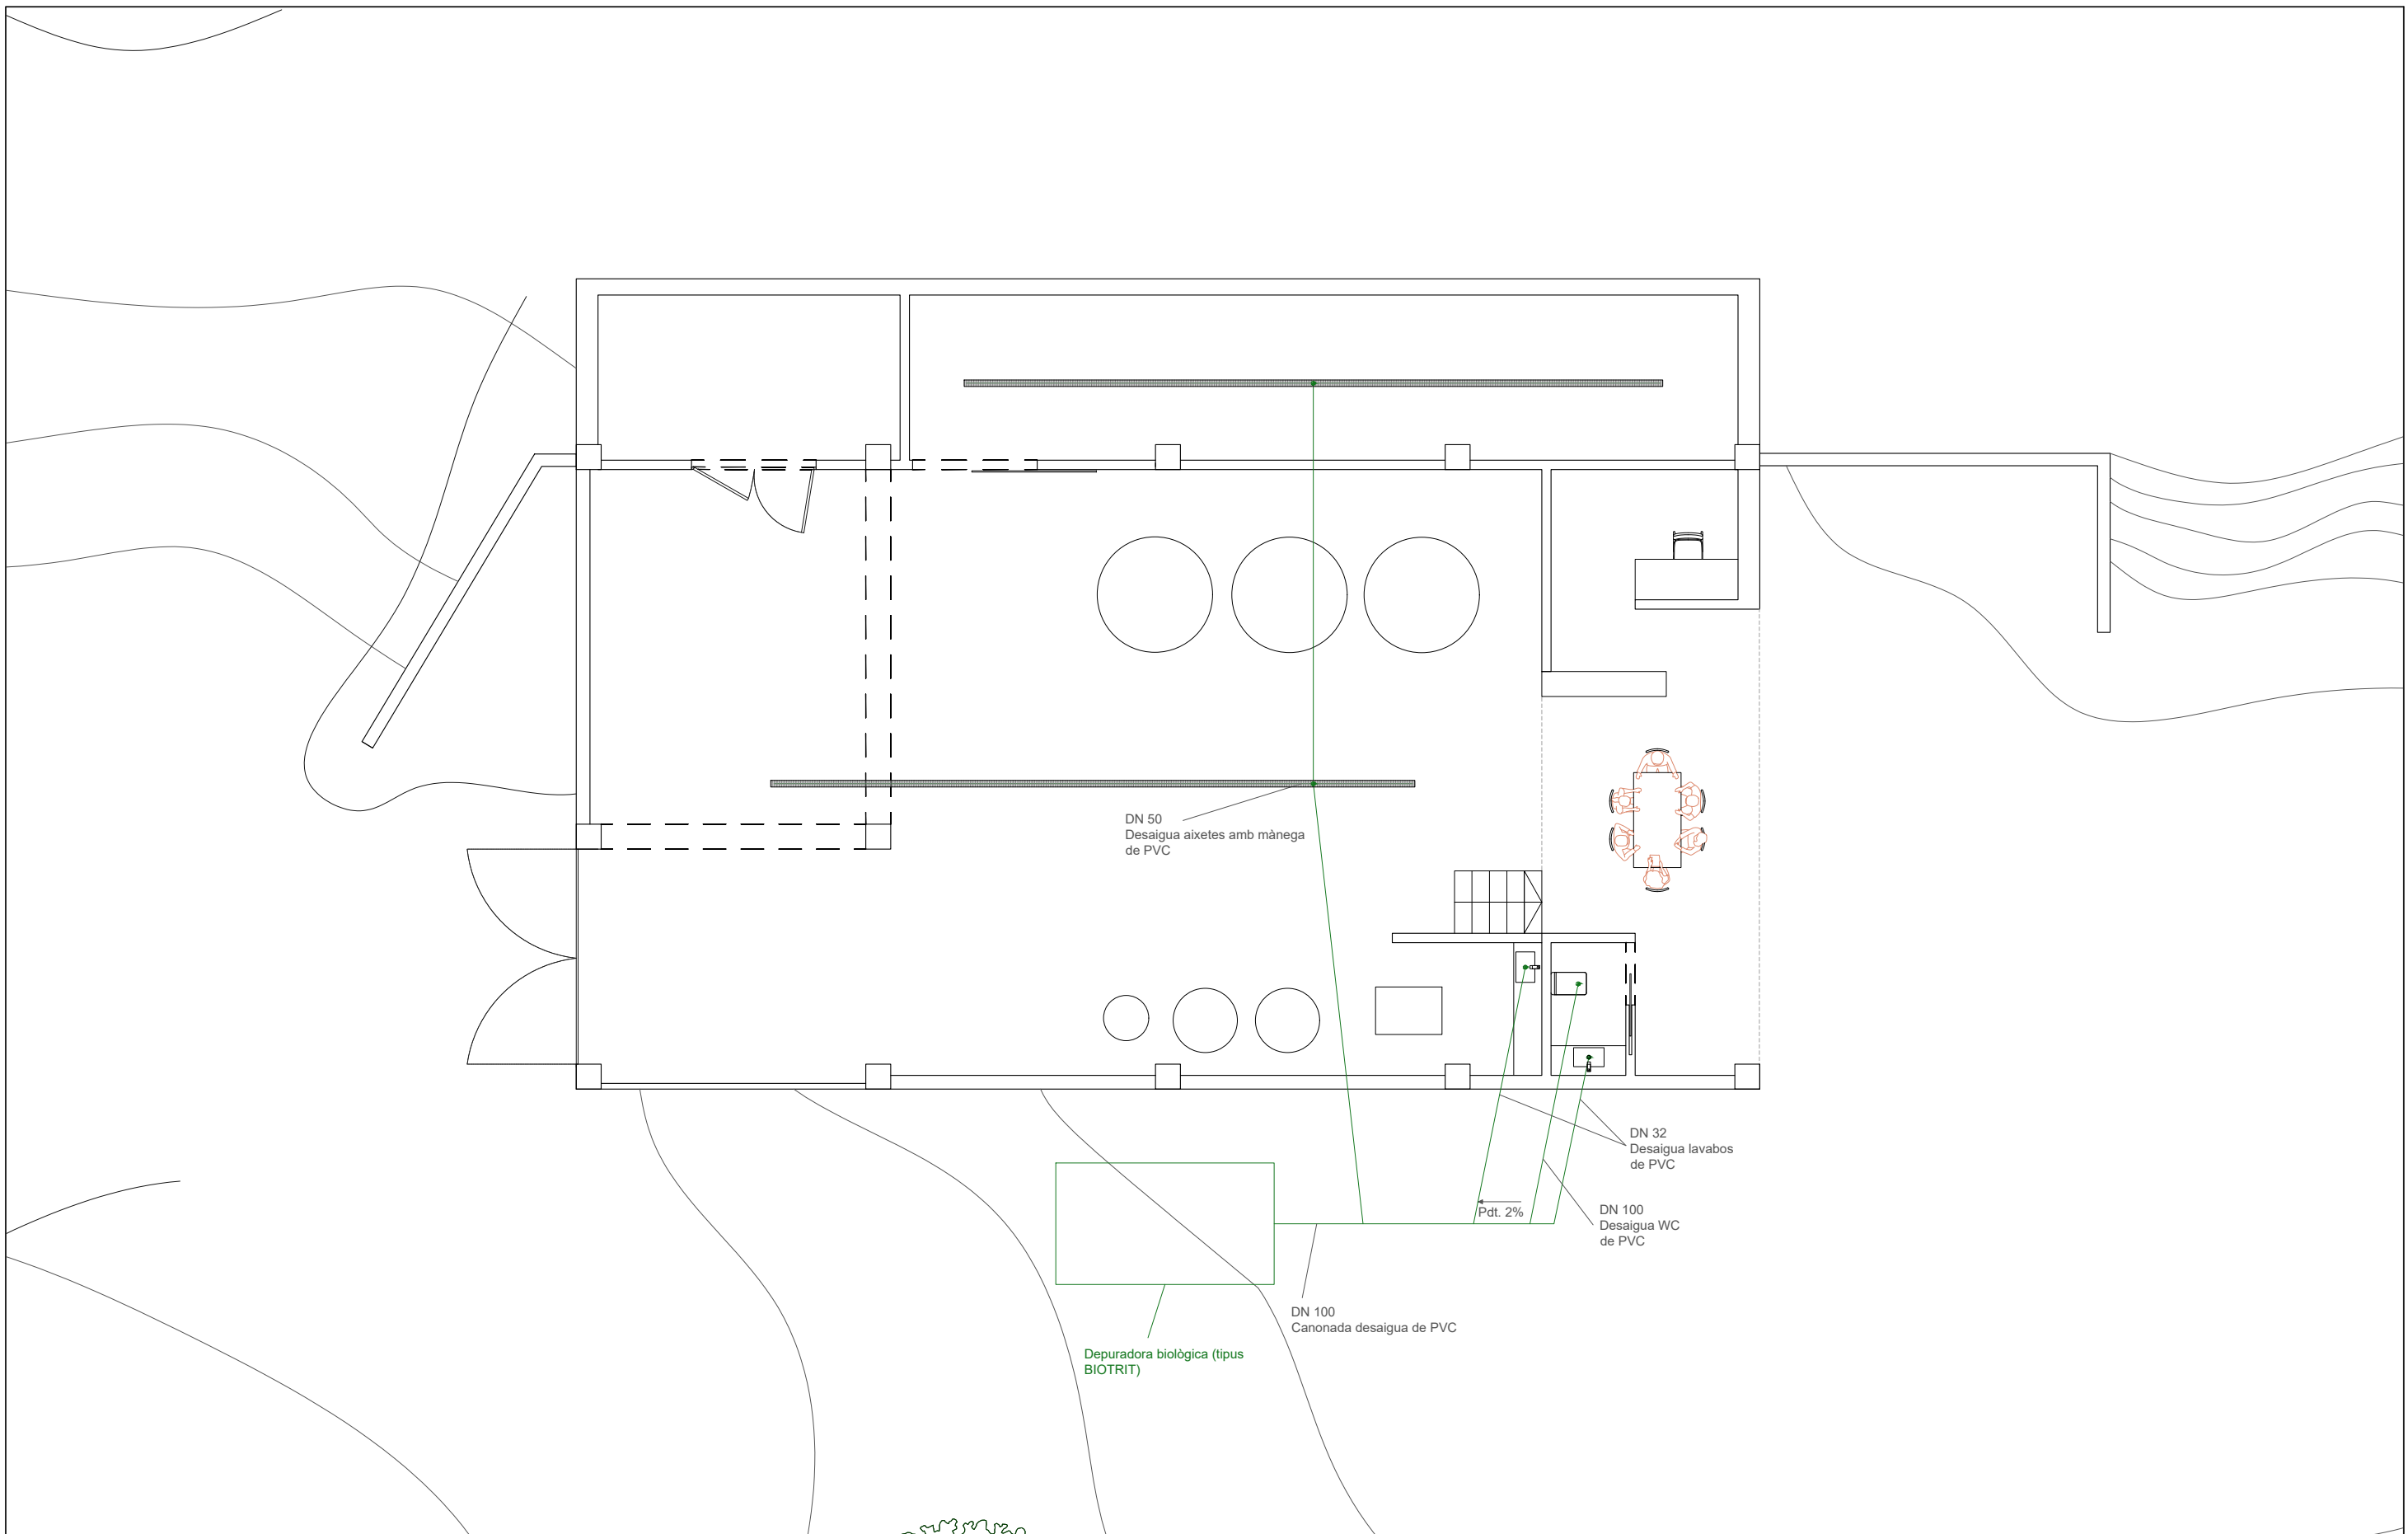 DN 50
Desaigua aixetes amb mànega
de PVC
DN 32
Desaigua lavabos
de PVC
Pdt. 2%
DN 100
Desaigua WC
de PVC
DN 100
Canonada desaigua de PVC
Depuradora biològica (tipus
BIOTRIT)